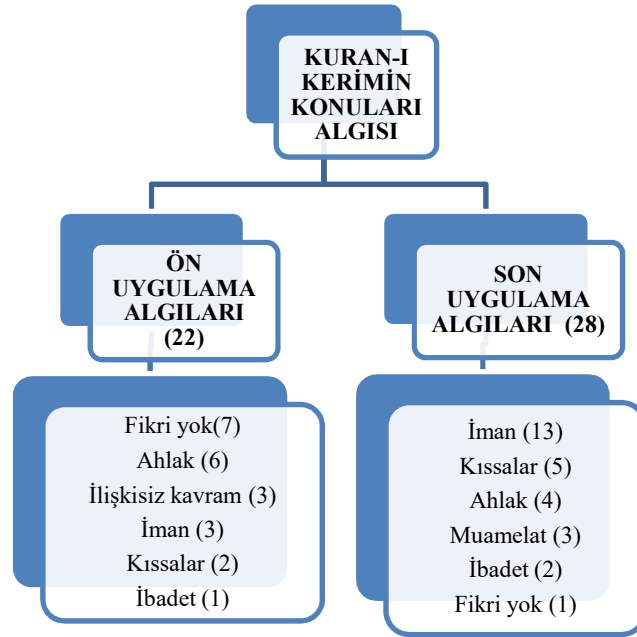 KURAN-I
KERİMİN
KONULARI
ALGISI
ÖN
UYGULAMA
ALGILARI
(22)
Fikri yok(7)
Ahlak (6)
İlişkisiz kavram (3)
İman (3)
Kıssalar (2)
İbadet (1)
SON
UYGULAMA
ALGILARI (28)
İman (13)
Kıssalar (5)
Ahlak (4)
Muamelat (3)
İbadet (2)
Fikri yok (1)